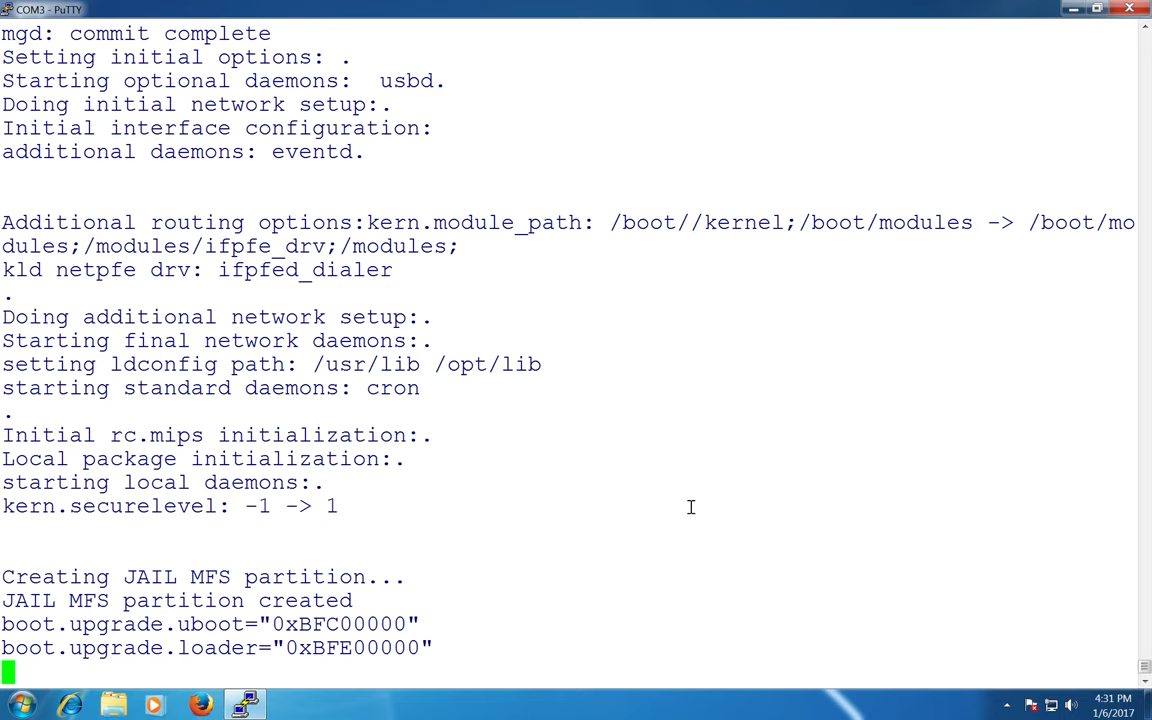 COM3 - PuTTY
mgd: commit complete
Setting initial options: .
Starting optional daemons:  usbd.
Doing initial network setup:.
Initial interface configuration:
additional daemons: eventd.
Additional routing options:kern.module_path: /boot//kernel;/boot/modules -> /boot/mo
dules;/modules/ifpfe_drv;/modules;
kld netpfe drv: ifpfed_dialer
.
Doing additional network setup:.
Starting final network daemons:.
setting ldconfig path: /usr/lib /opt/lib
starting standard daemons: cron
.
Initial rc.mips initialization:.
Local package initialization:.
starting local daemons:.
kern.securelevel: -1 -> 1
Creating JAIL MFS partition...
JAIL MFS partition created
boot.upgrade.uboot="0xBFC00000"
boot.upgrade.loader="0xBFE00000"
4:31 PM
1/6/2017